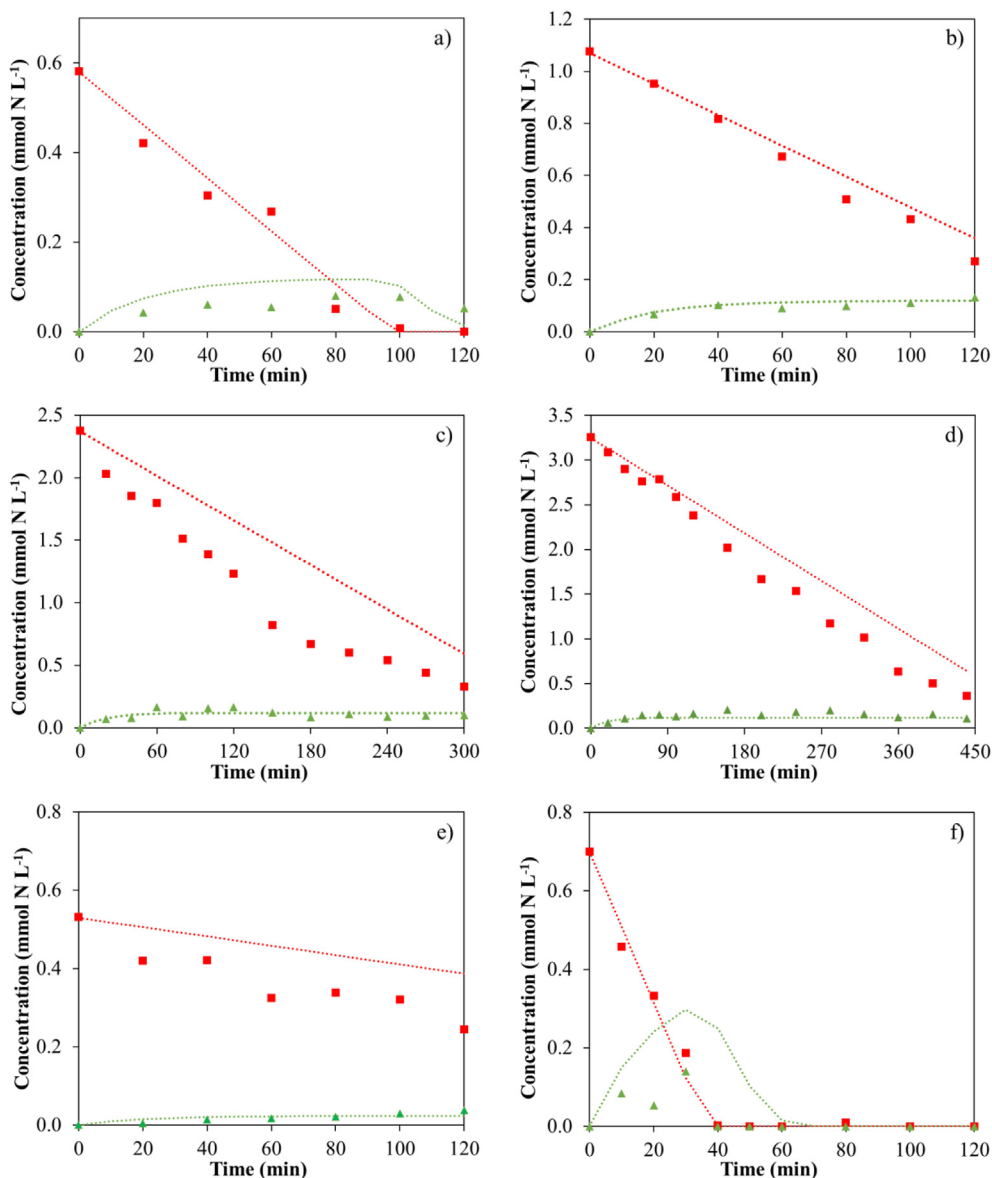 a)
Concentration (mmol N L-1)
0.6
0.4
0.2
0.0
0 20 40 60 80 100 120
Time (min)
b)
Concentration (mmol N L-1)
1.2
1.0
0.8
0.6
0.4
0.2
0.0
0 20 40 60 80 100 120
Time (min)
c)
Concentration (mmol N L-1)
2.5
2.0
1.5
1.0
0.5
0.0
0 60 120 180 240 300
Time (min)
d)
Concentration (mmol N L-1)
3.5
3.0
2.5
2.0
1.5
1.0
0.5
0.0
0 90 180 270 360 450
Time (min)
e)
Concentration (mmol N L-1)
0.8
0.6
0.4
0.2
0.0
0 20 40 60 80 100 120
Time (min)
f)
Concentration (mmol N L-1)
0.8
0.6
0.4
0.2
0.0
0 20 40 60 80 100 120
Time (min)